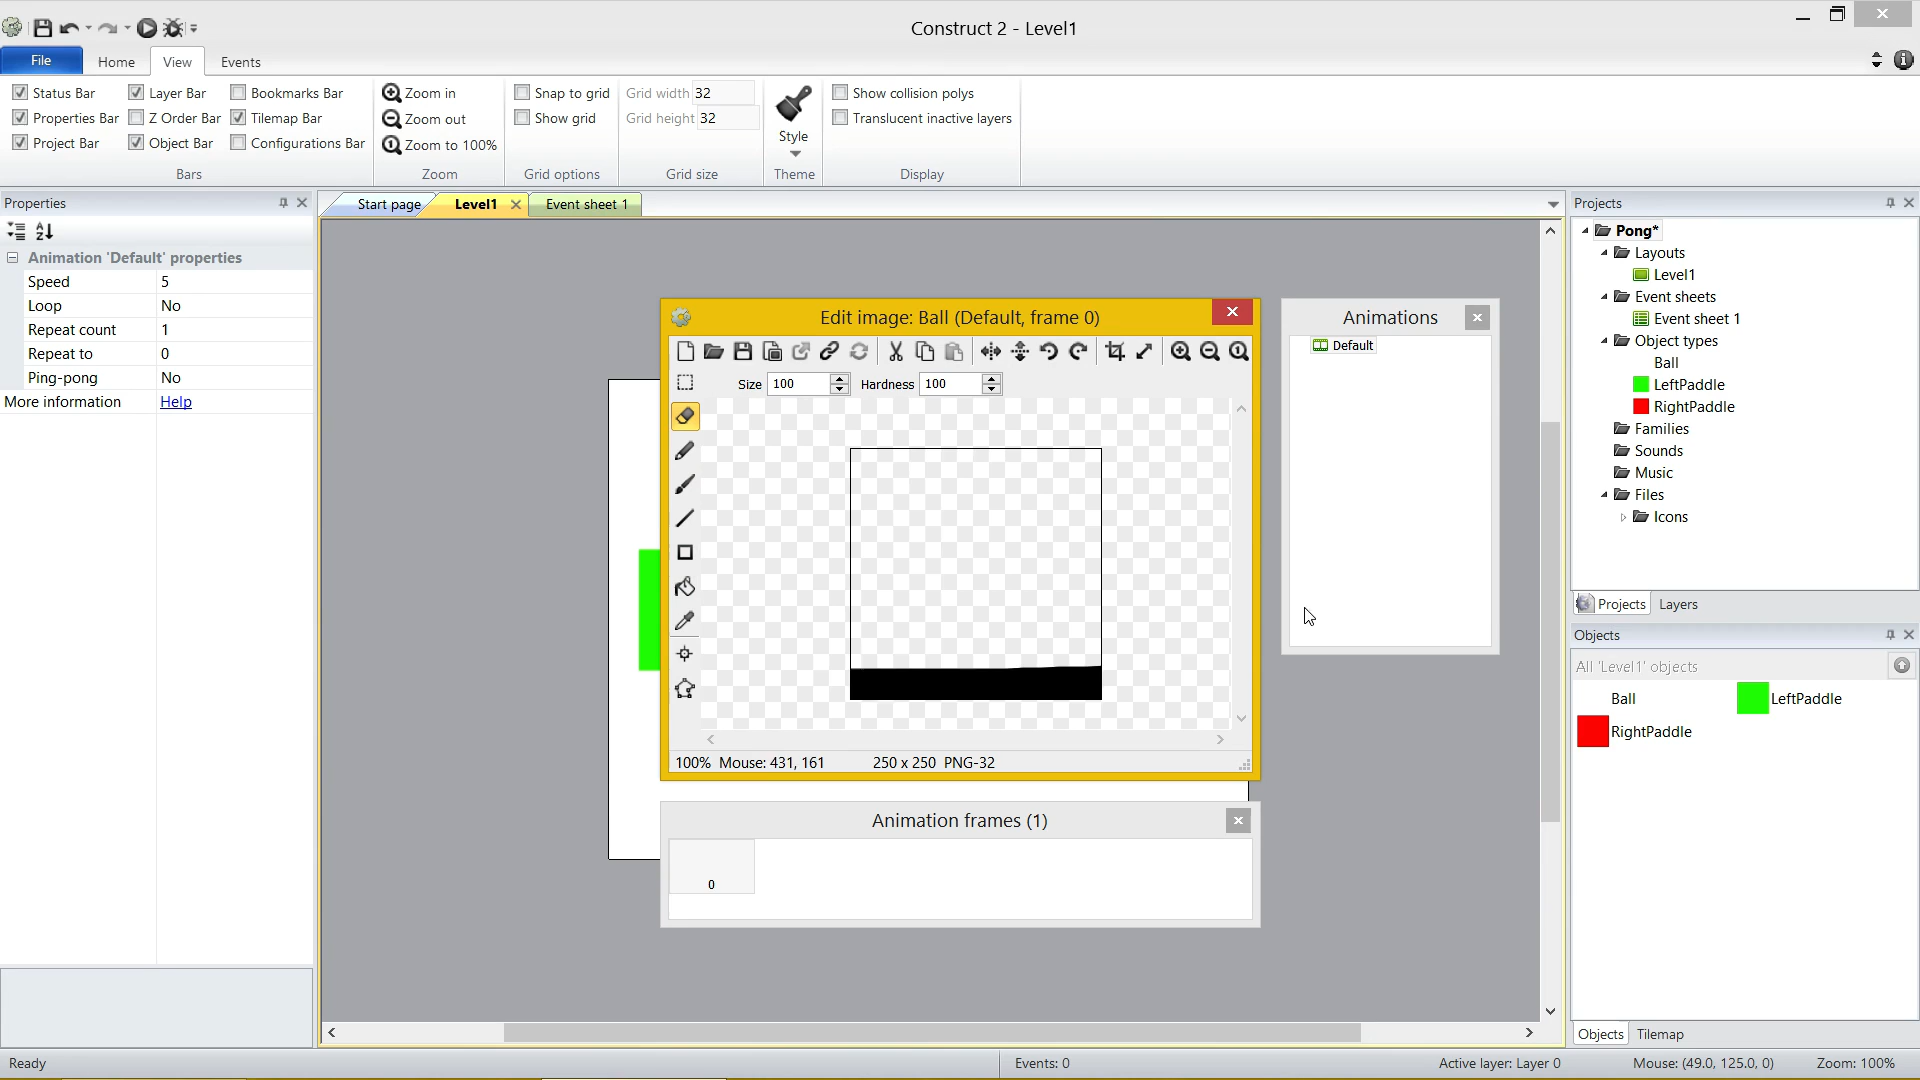 Construct 2 - Level1
File Home View Events
Status Bar Layer Bar Bookmarks Bar Zoom in Snap to grid Grid width 32 Show collision polys
Properties Bar Z Order Bar Tilemap Bar Zoom out Show grid Grid height 32 Translucent inactive layers
Project Bar Object Bar Configurations Bar Zoom to 100% Style
Bars Zoom Grid options Grid size Theme Display
Properties
Start page Level1 Event sheet 1
Animation 'Default' properties
Speed 5
Loop No
Repeat count 1
Repeat to 0
Ping-pong No
More information Help
Edit image: Ball (Default, frame 0)
Size 100 Hardness 100
100% Mouse: 431, 161 250 x 250 PNG-32
Animation frames (1)
0
Animations
Default
Projects
Pong*
Layouts
Level1
Event sheets
Event sheet 1
Object types
Ball
LeftPaddle
RightPaddle
Families
Sounds
Music
Files
Icons
Projects Layers
Objects
All 'Level1' objects
Ball LeftPaddle
RightPaddle
Objects Tilemap
Ready Events: 0 Active layer: Layer 0 Mouse: (49.0, 125.0, 0) Zoom: 100%